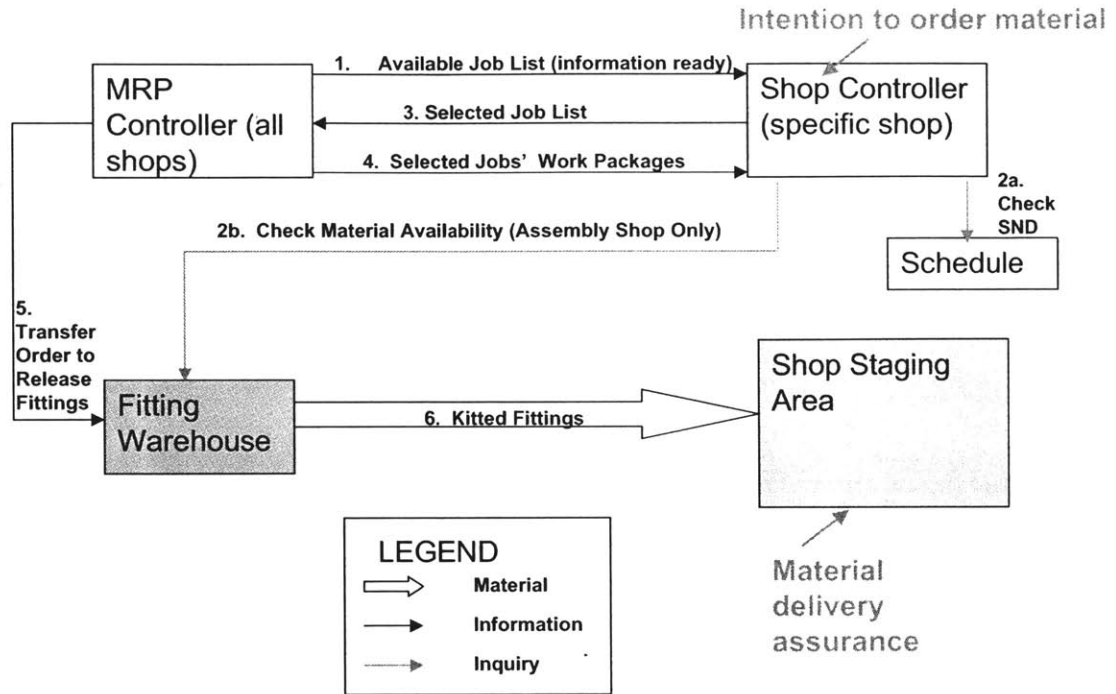 Intention to order material
1. Available Job List (information ready)
MRP
Controller (all
shops)
Shop Controller
(specific shop)
3. Selected Job List
4. Selected Jobs' Work Packages
2a.
Check
SND
2b. Check Material Availability (Assembly Shop Only)
Schedule
5.
Transfer
Order to
Release
Fittings
Fitting
Warehouse
6. Kitted Fittings
Shop Staging
Area
LEGEND
Material
Information
Inquiry
Material
delivery
assurance